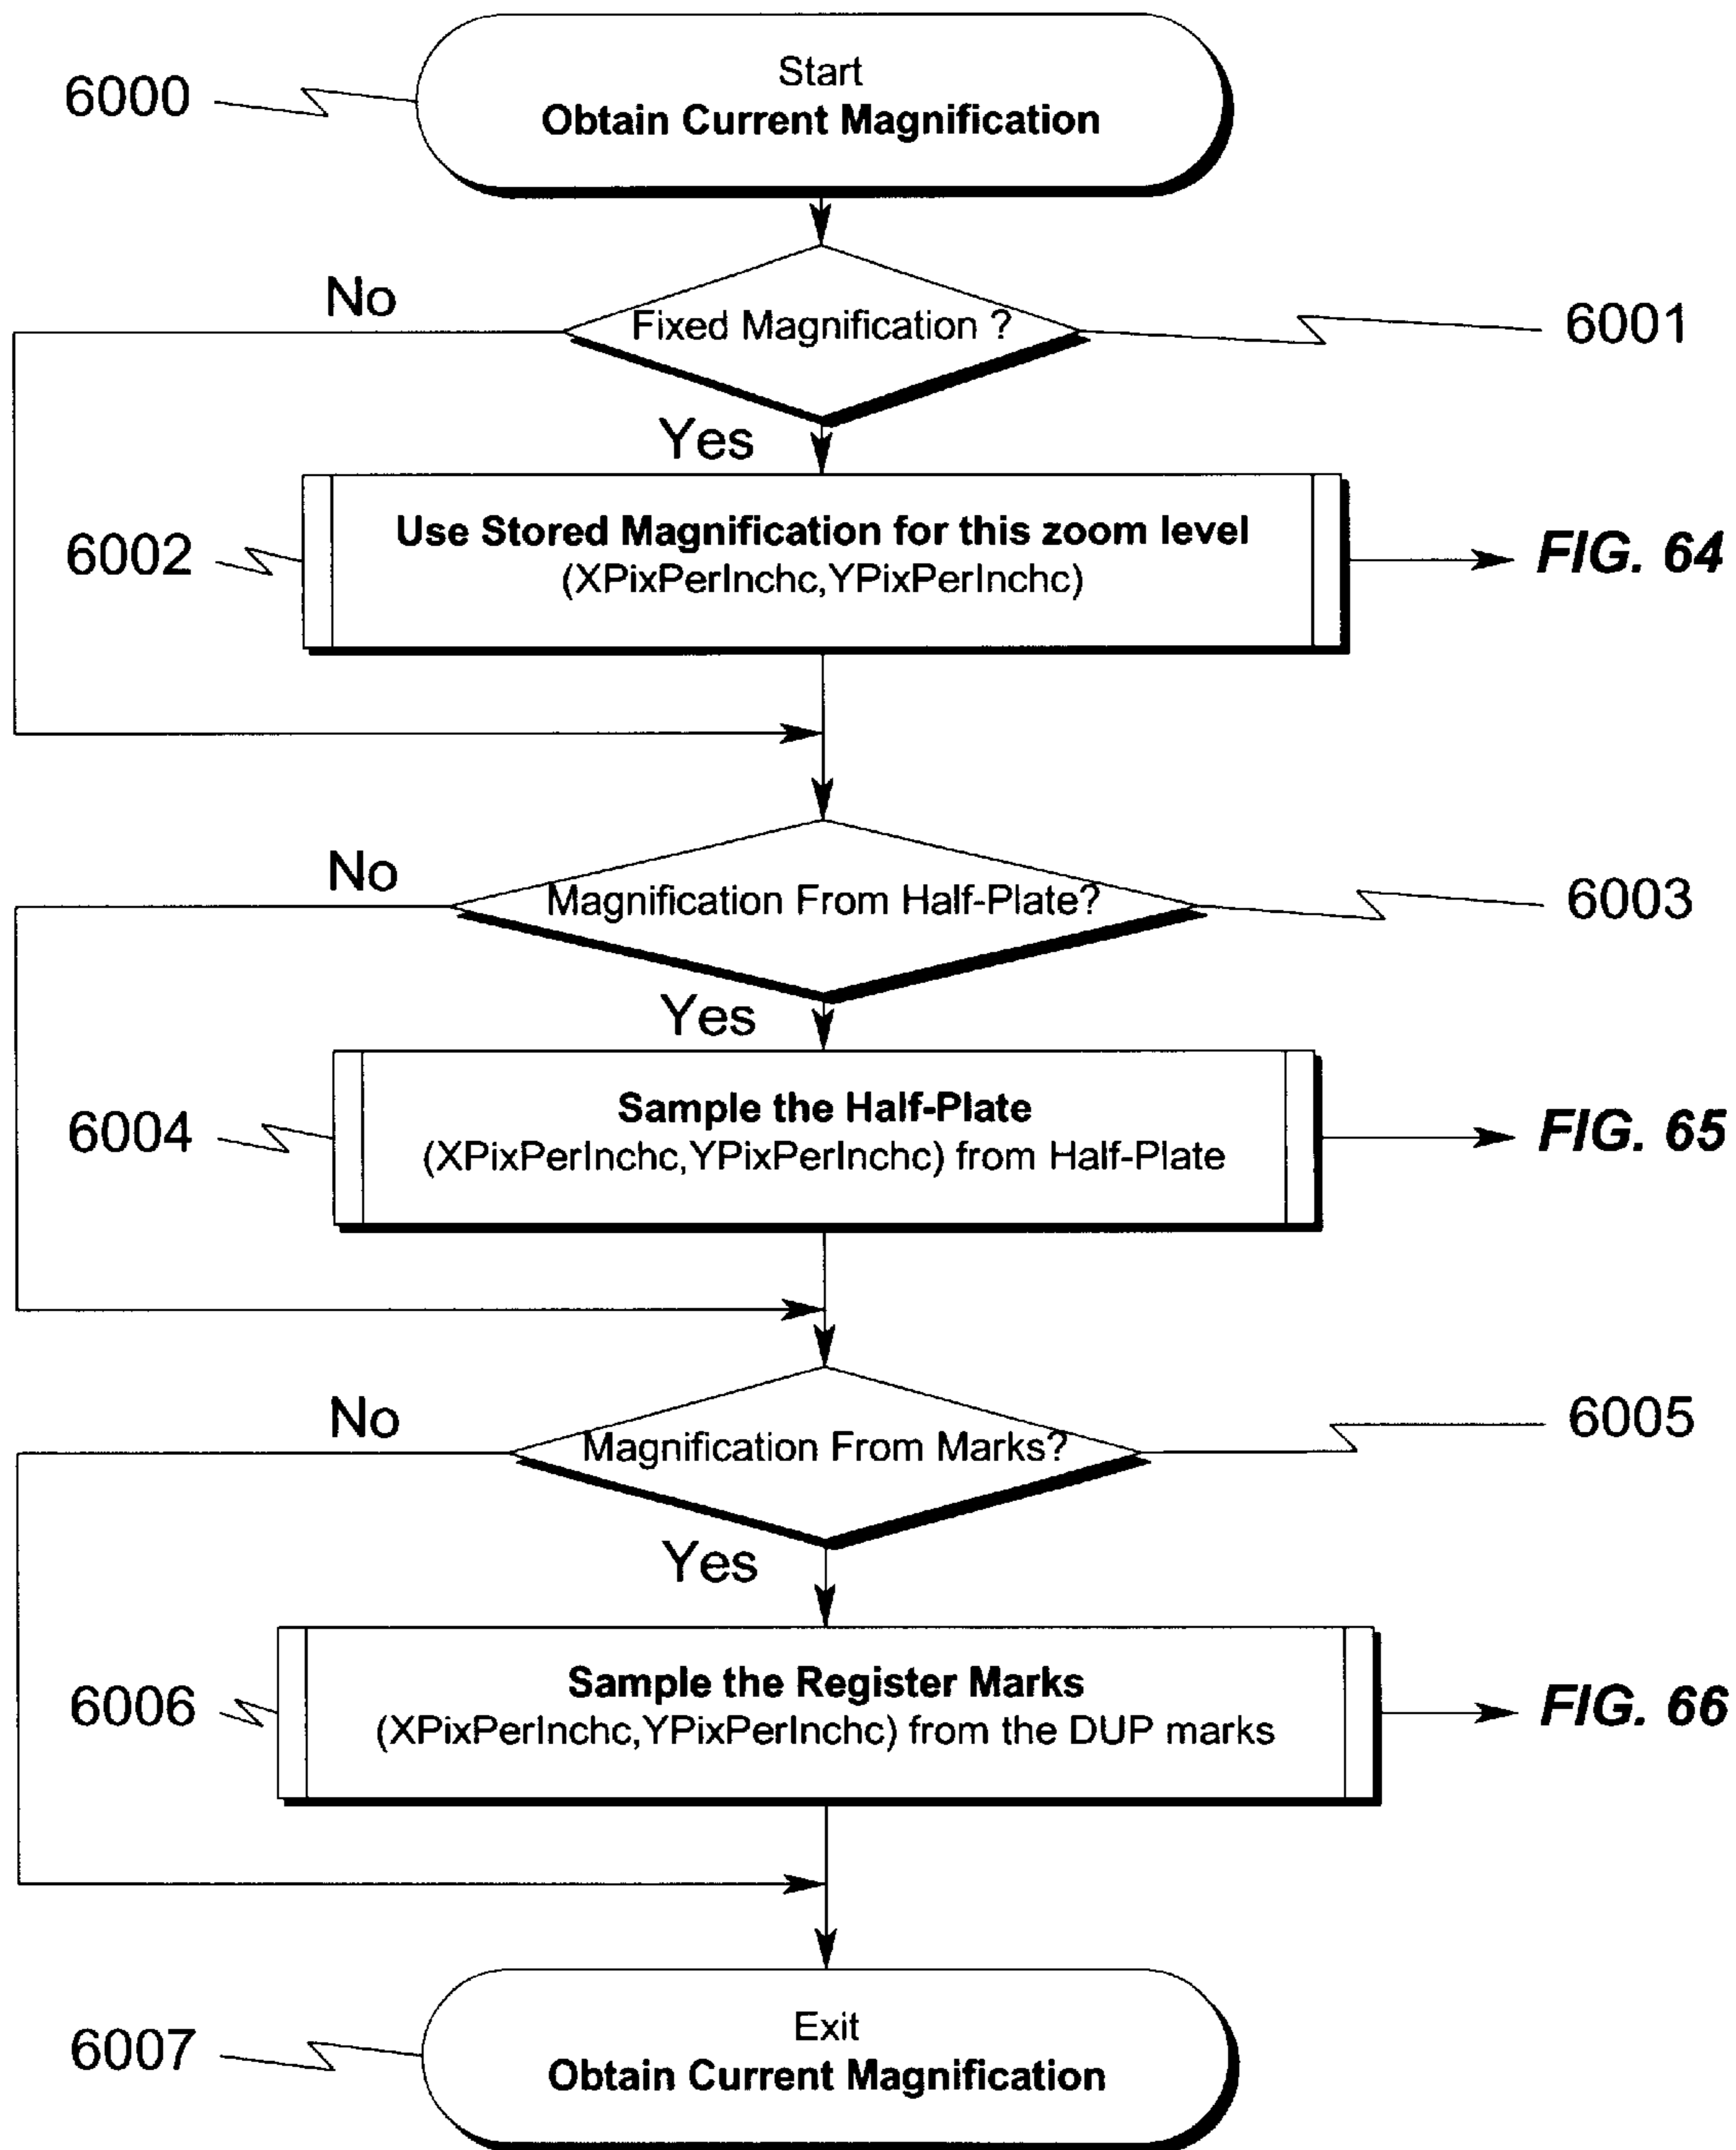 6000
Start
Obtain Current Magnification
No
Fixed Magnification ?
6001
Yes
6002
Use Stored Magnification for this zoom level
(XPixPerInchc,YPixPerInchc)
FIG. 64
No
Magnification From Half-Plate?
6003
Yes
6004
Sample the Half-Plate
(XPixPerInchc,YPixPerInchc) from Half-Plate
FIG. 65
No
Magnification From Marks?
6005
Yes
6006
Sample the Register Marks
(XPixPerInchc,YPixPerInchc) from the DUP marks
FIG. 66
6007
Exit
Obtain Current Magnification